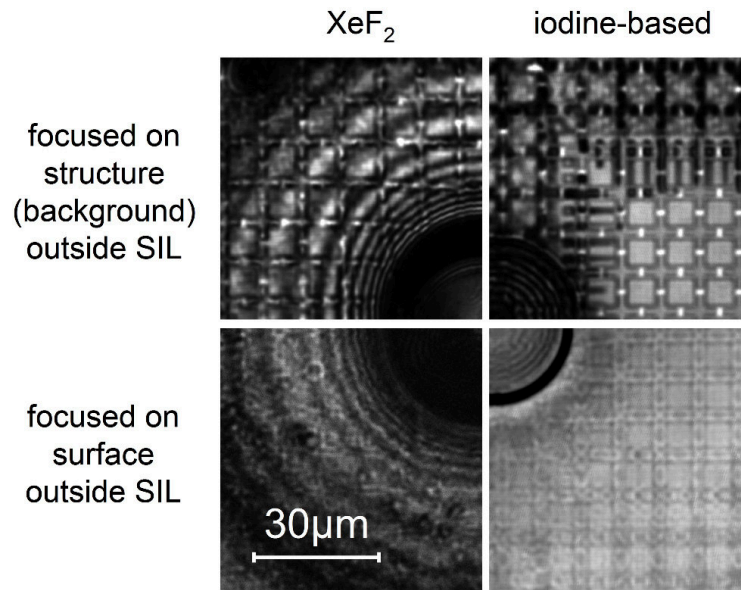 XeF₂
iodine-based
focused on
structure
(background)
outside SIL
focused on
surface
outside SIL
30µm